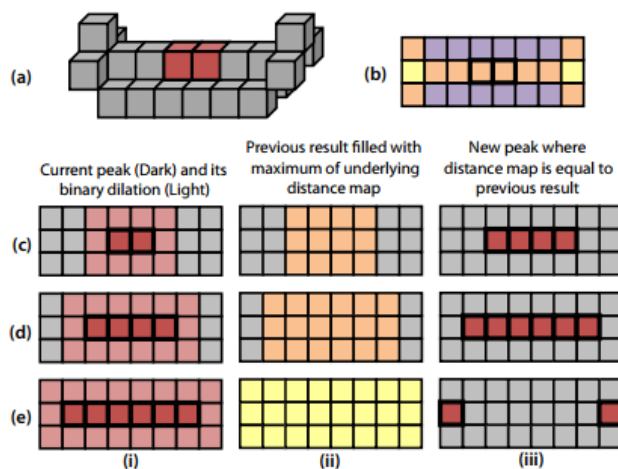 (a)
(b)
Current peak (Dark) and its
binary dilation (Light)
Previous result filled with
maximum of underlying
distance map
New peak where
distance map is equal to
previous result
(c)
(d)
(e)
(i)
(ii)
(iii)